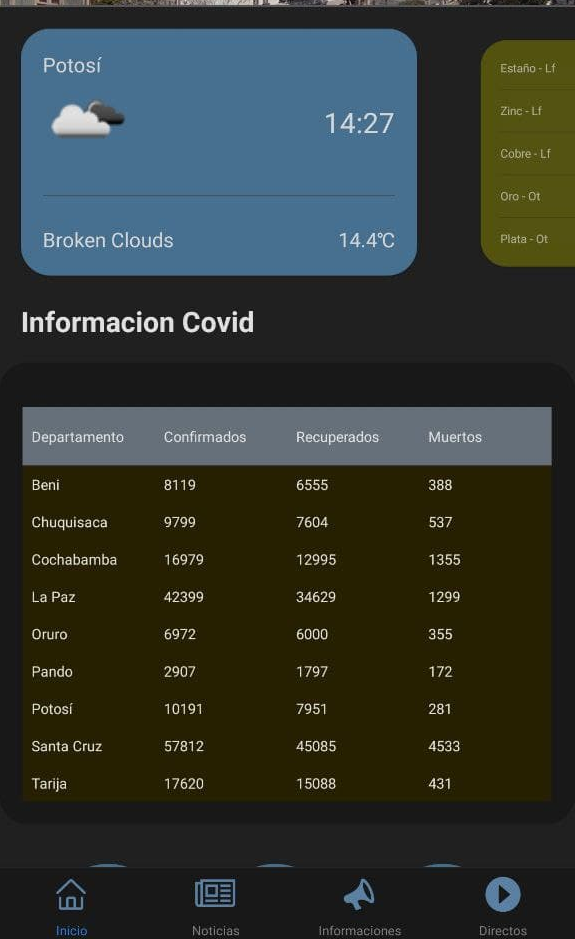 Potosí
14:27
Broken Clouds 14.4℃
Estaño - Lf
Zinc - Lf
Cobre - Lf
Oro - Ot
Plata - Ot
Informacion Covid
Departamento Confirmados Recuperados Muertos
Beni 8119 6555 388
Chuquisaca 9799 7604 537
Cochabamba 16979 12995 1355
La Paz 42399 34629 1299
Oruro 6972 6000 355
Pando 2907 1797 172
Potosí 10191 7951 281
Santa Cruz 57812 45085 4533
Tarija 17620 15088 431
Inicio Noticias Informaciones Directos